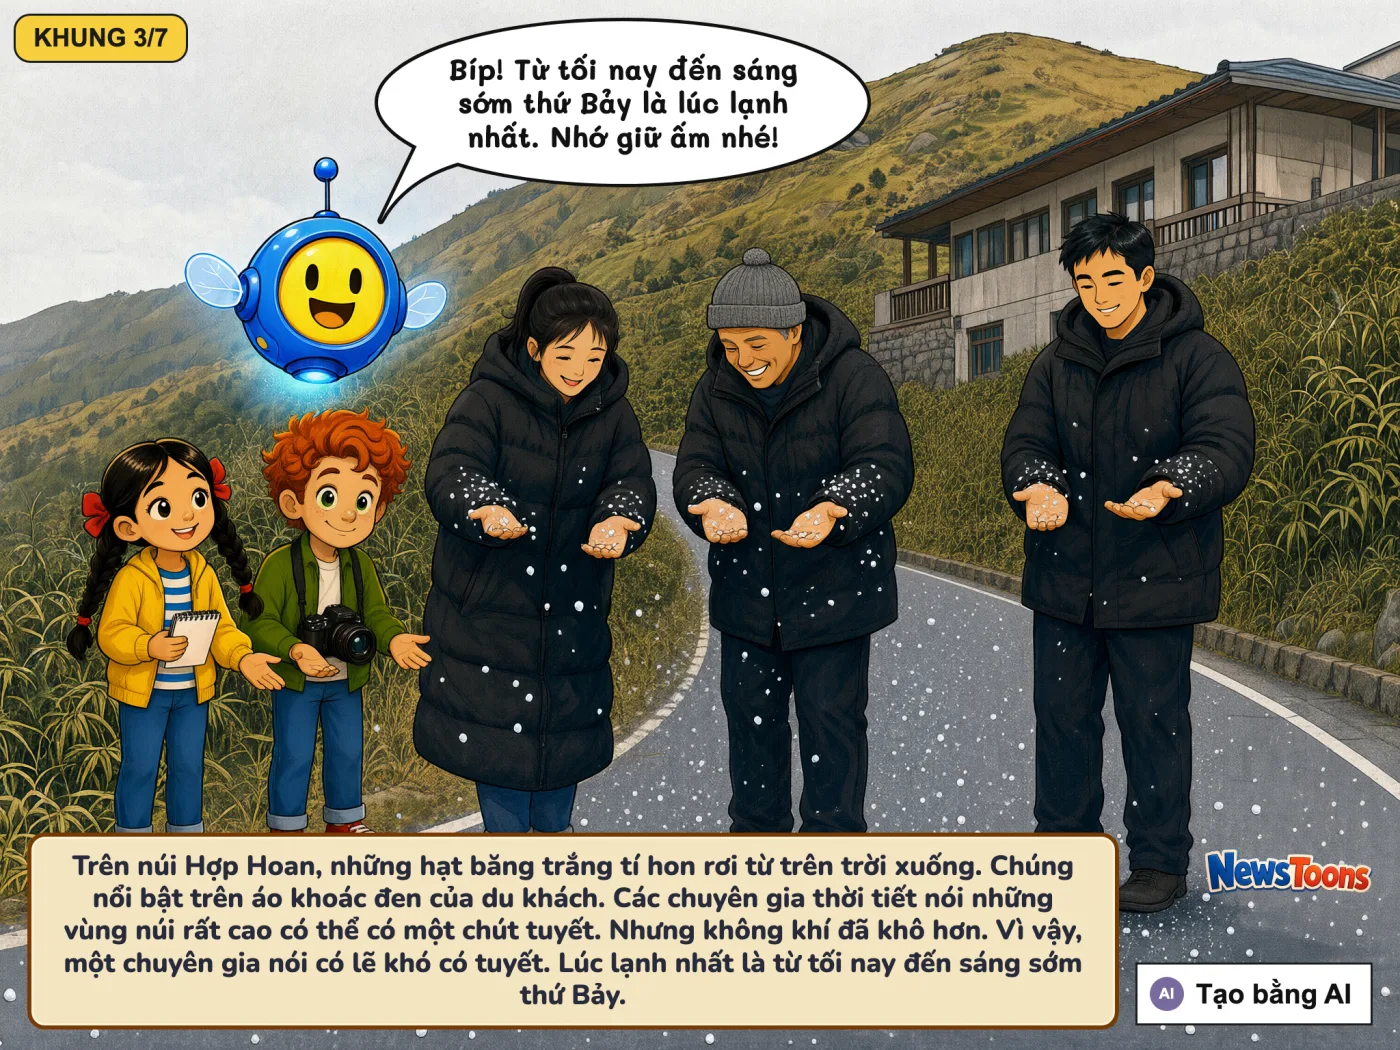 KHUNG 3/7
Bíp! Từ tối nay đến sáng
sớm thứ Bảy là lúc lạnh
nhất. Nhớ giữ ấm nhé!
Trên núi Hợp Hoan, những hạt băng trắng tí hon rơi từ trên trời xuống. Chúng
nổi bật trên áo khoác đen của du khách. Các chuyên gia thời tiết nói những
vùng núi rất cao có thể có một chút tuyết. Nhưng không khí đã khô hơn. Vì vậy,
một chuyên gia nói có lẽ khó có tuyết. Lúc lạnh nhất là từ tối nay đến sáng sớm
thứ Bảy.
NewsToons
AI Tạo bằng AI